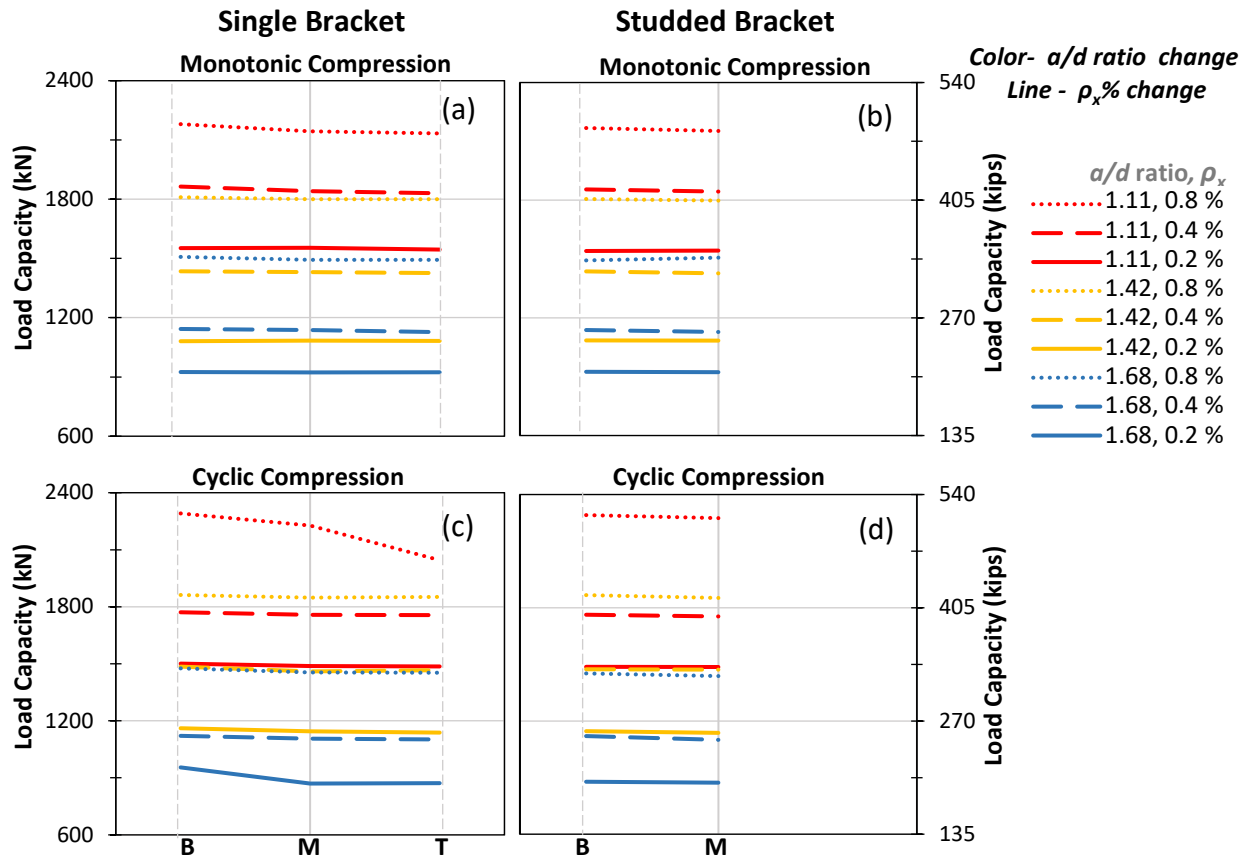 Single Bracket
Studded Bracket
Monotonic Compression
Monotonic Compression
Color- a/d ratio change
Line - ρx% change
2400
1800
1200
600
Load Capacity (kN)
(a)
(b)
540
405
270
135
Load Capacity (kips)
a/d ratio, ρx
1.11, 0.8 %
1.11, 0.4 %
1.11, 0.2 %
1.42, 0.8 %
1.42, 0.4 %
1.42, 0.2 %
1.68, 0.8 %
1.68, 0.4 %
1.68, 0.2 %
Cyclic Compression
Cyclic Compression
2400
1800
1200
600
Load Capacity (kN)
(c)
(d)
540
405
270
135
Load Capacity (kips)
B M T
B M